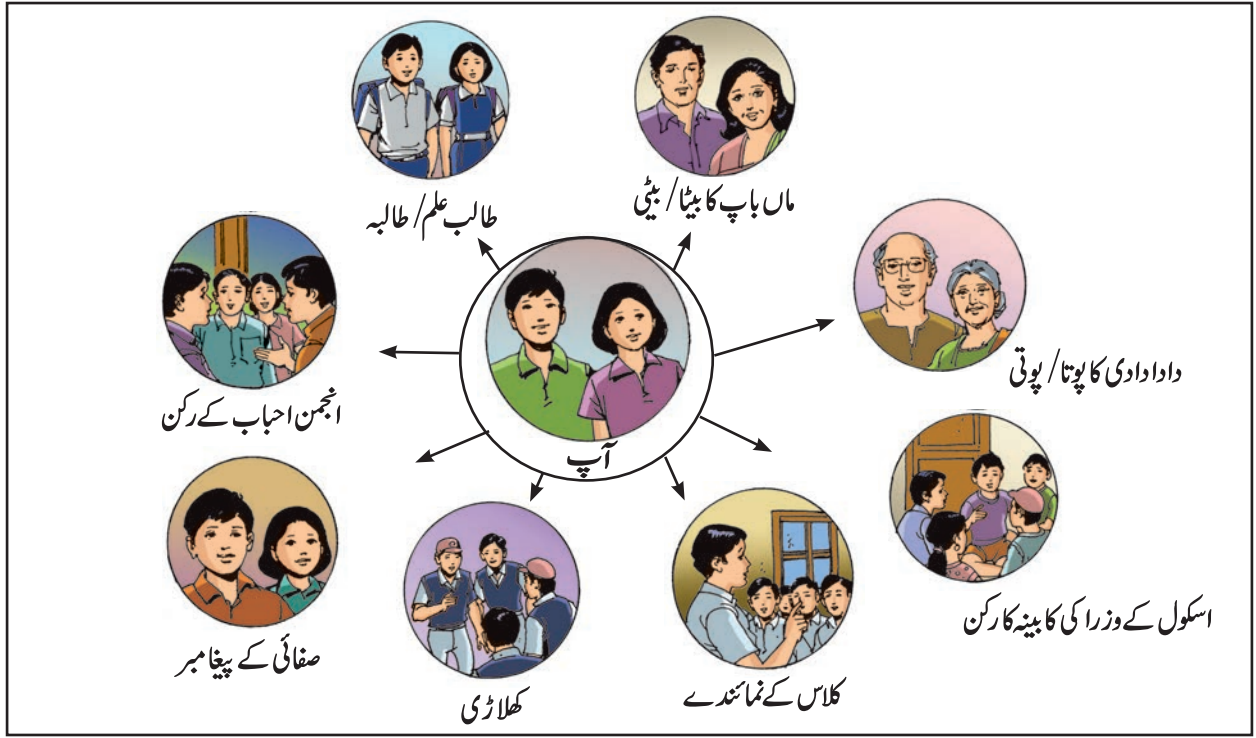 ماں باپ کا بیٹا/ بیٹی
طالب علم/ طالبہ
دادا دادی کا پوتا/ پوتی
انجمن احباب کے رکن
آپ
اسکول کے وزرا کی کابینہ کا رکن
صفائی کے پیغامبر
کلاس کے نمائندے
کھلاڑی